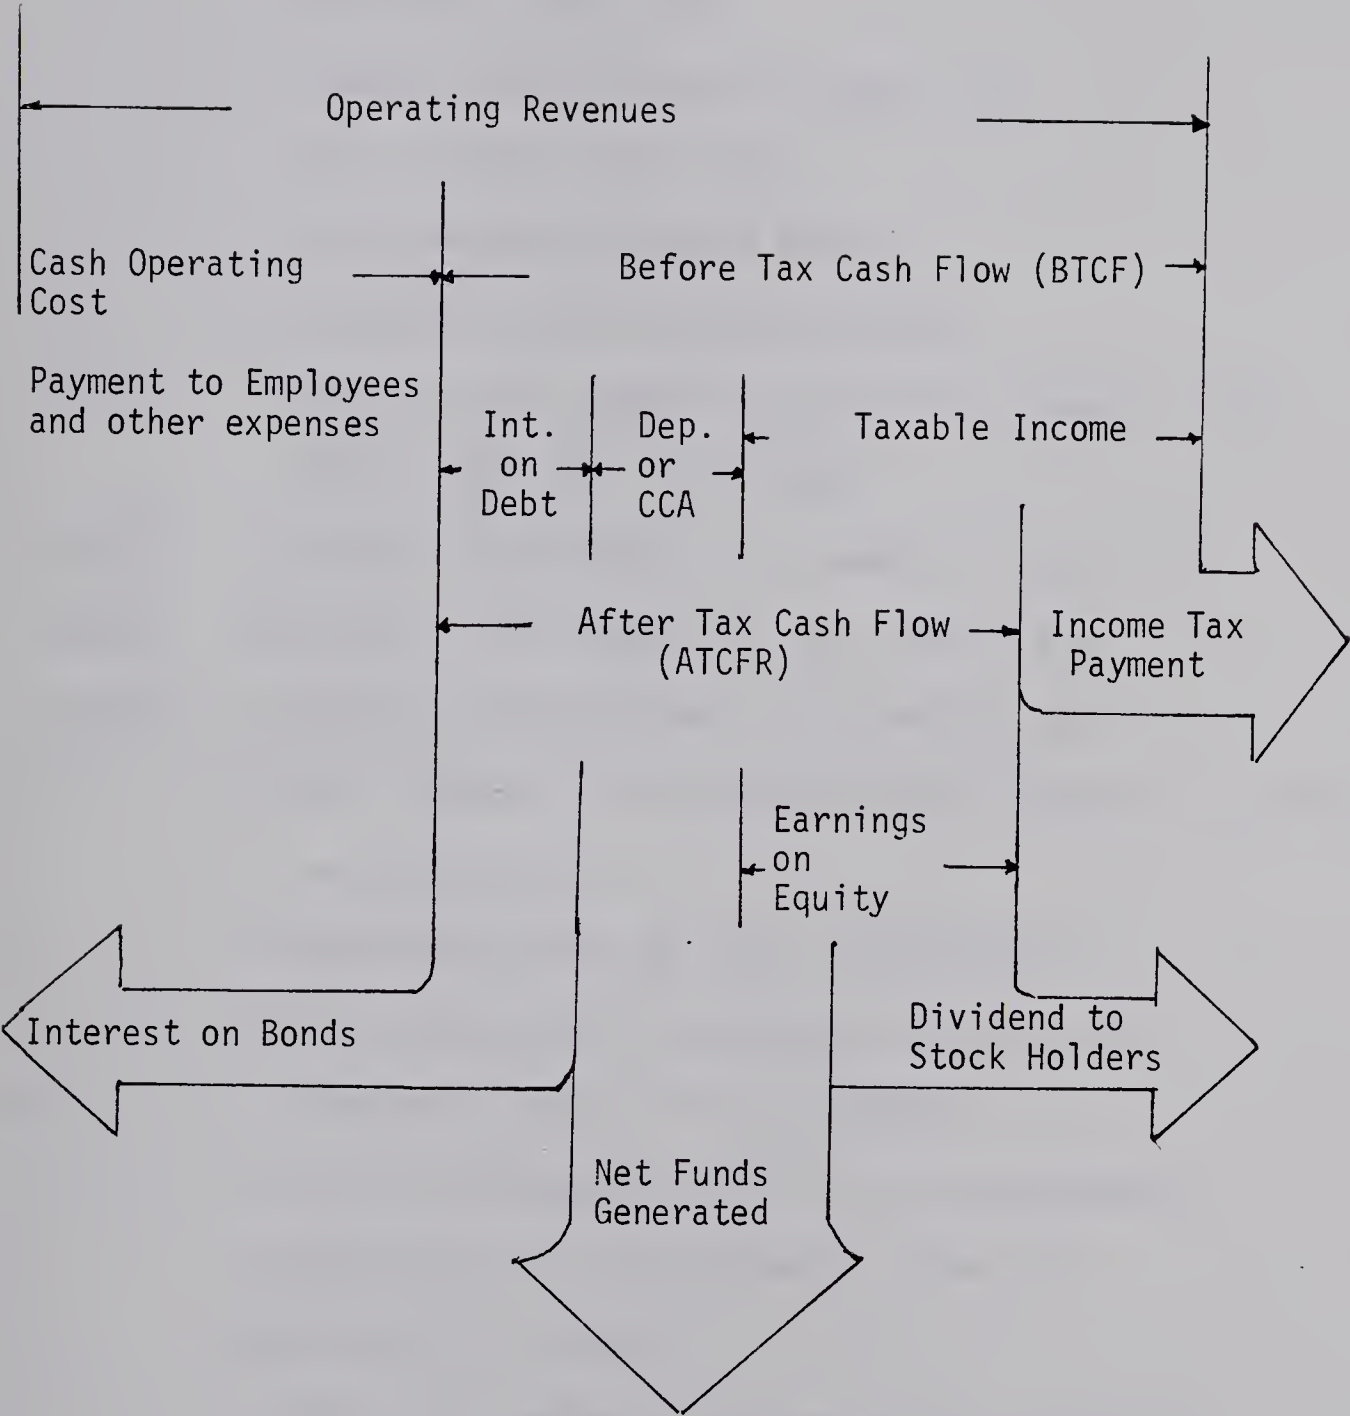 Operating Revenues
Cash Operating
Cost
Before Tax Cash Flow (BTCF)
Payment to Employees
and other expenses
Int.
on
Debt
Dep.
or
CCA
Taxable Income
After Tax Cash Flow
(ATCFR)
Income Tax
Payment
Earnings
on
Equity
Interest on Bonds
Dividend to
Stock Holders
Net Funds
Generated